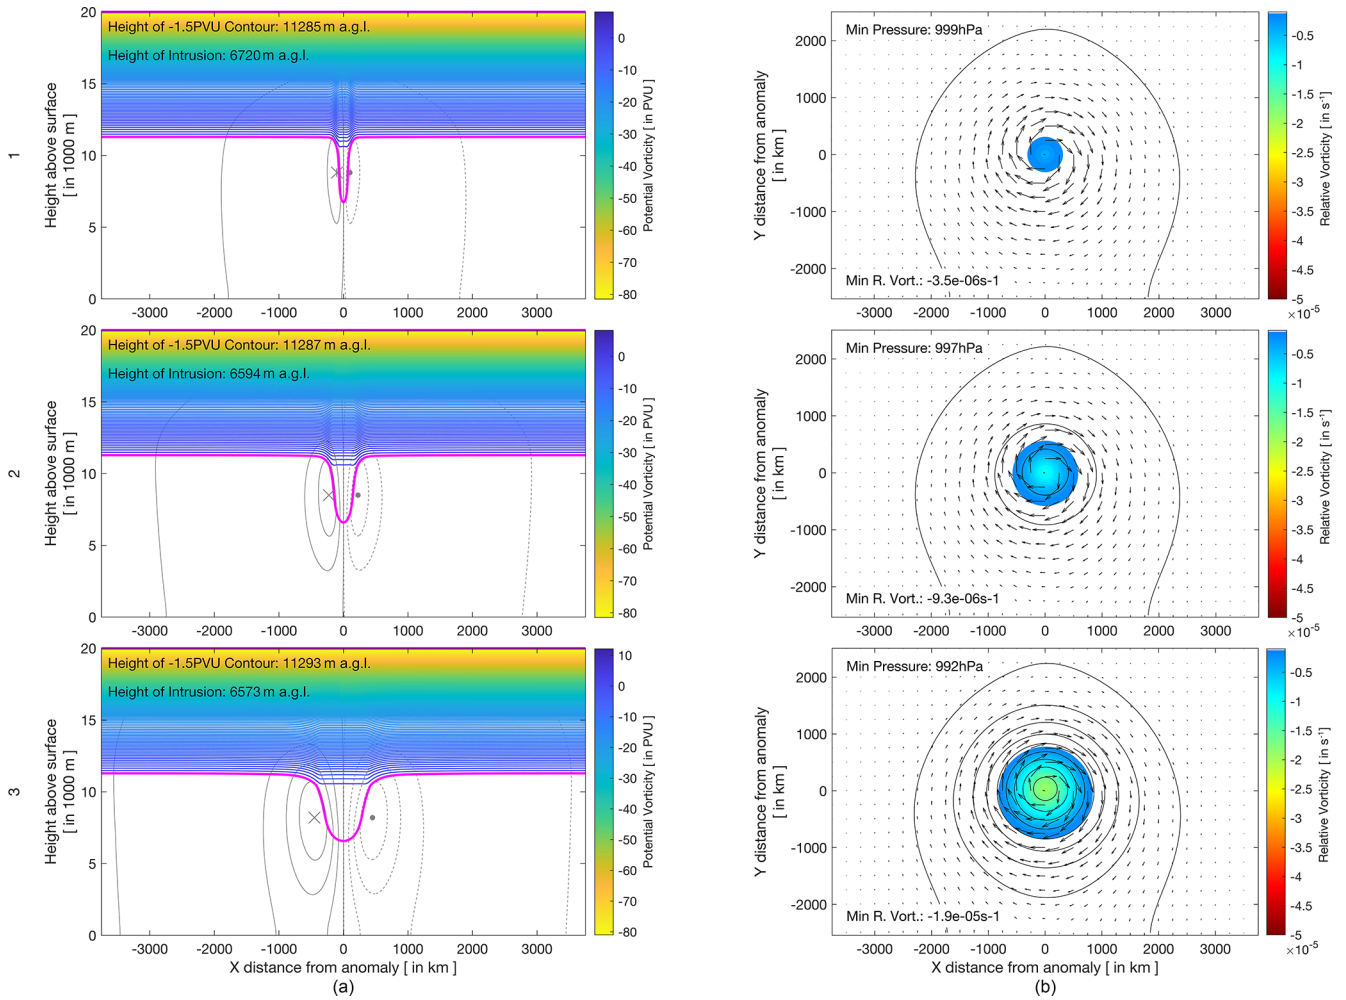 Height of -1.5PVU Contour: 11285 m a.g.l.
Height of Intrusion: 6720 m a.g.l.
20
15
10
5
0
-3000 -2000 -1000 0 1000 2000 3000
Height above surface
[ in 1000 m ]
1
0
-10
-20
-30
-40
-50
-60
-70
-80
Potential Vorticity [ in PVU ]
Min Pressure: 999hPa
Min R. Vort.: -3.5e-06s-1
2000
1000
0
-1000
-2000
-3000 -2000 -1000 0 1000 2000 3000
Y distance from anomaly
[ in km ]
-0.5
-1
-1.5
-2
-2.5
-3
-3.5
-4
-4.5
-5
×10⁻⁵
Relative Vorticity [ in s⁻¹ ]
Height of -1.5PVU Contour: 11287 m a.g.l.
Height of Intrusion: 6594 m a.g.l.
20
15
10
5
0
-3000 -2000 -1000 0 1000 2000 3000
Height above surface
[ in 1000 m ]
2
0
-10
-20
-30
-40
-50
-60
-70
-80
Potential Vorticity [ in PVU ]
Min Pressure: 997hPa
Min R. Vort.: -9.3e-06s-1
2000
1000
0
-1000
-2000
-3000 -2000 -1000 0 1000 2000 3000
Y distance from anomaly
[ in km ]
-0.5
-1
-1.5
-2
-2.5
-3
-3.5
-4
-4.5
-5
×10⁻⁵
Relative Vorticity [ in s⁻¹ ]
Height of -1.5PVU Contour: 11293 m a.g.l.
Height of Intrusion: 6573 m a.g.l.
20
15
10
5
0
-3000 -2000 -1000 0 1000 2000 3000
Height above surface
[ in 1000 m ]
3
X distance from anomaly [ in km ]
(a)
10
0
-10
-20
-30
-40
-50
-60
-70
-80
Potential Vorticity [ in PVU ]
Min Pressure: 992hPa
Min R. Vort.: -1.9e-05s-1
2000
1000
0
-1000
-2000
-3000 -2000 -1000 0 1000 2000 3000
Y distance from anomaly
[ in km ]
X distance from anomaly [ in km ]
(b)
-0.5
-1
-1.5
-2
-2.5
-3
-3.5
-4
-4.5
-5
×10⁻⁵
Relative Vorticity [ in s⁻¹ ]